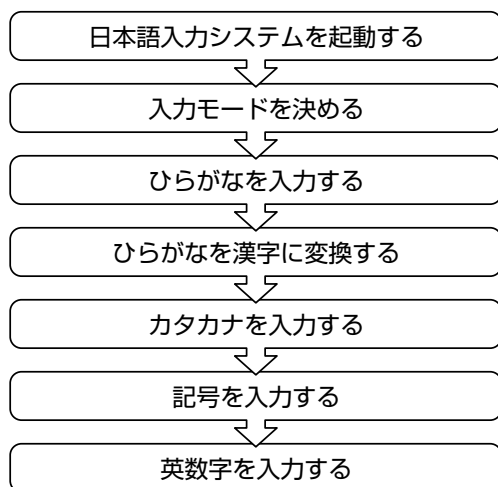 日本語入力システムを起動する
入力モードを決める
ひらがなを入力する
ひらがなを漢字に変換する
カタカナを入力する
記号を入力する
英数字を入力する